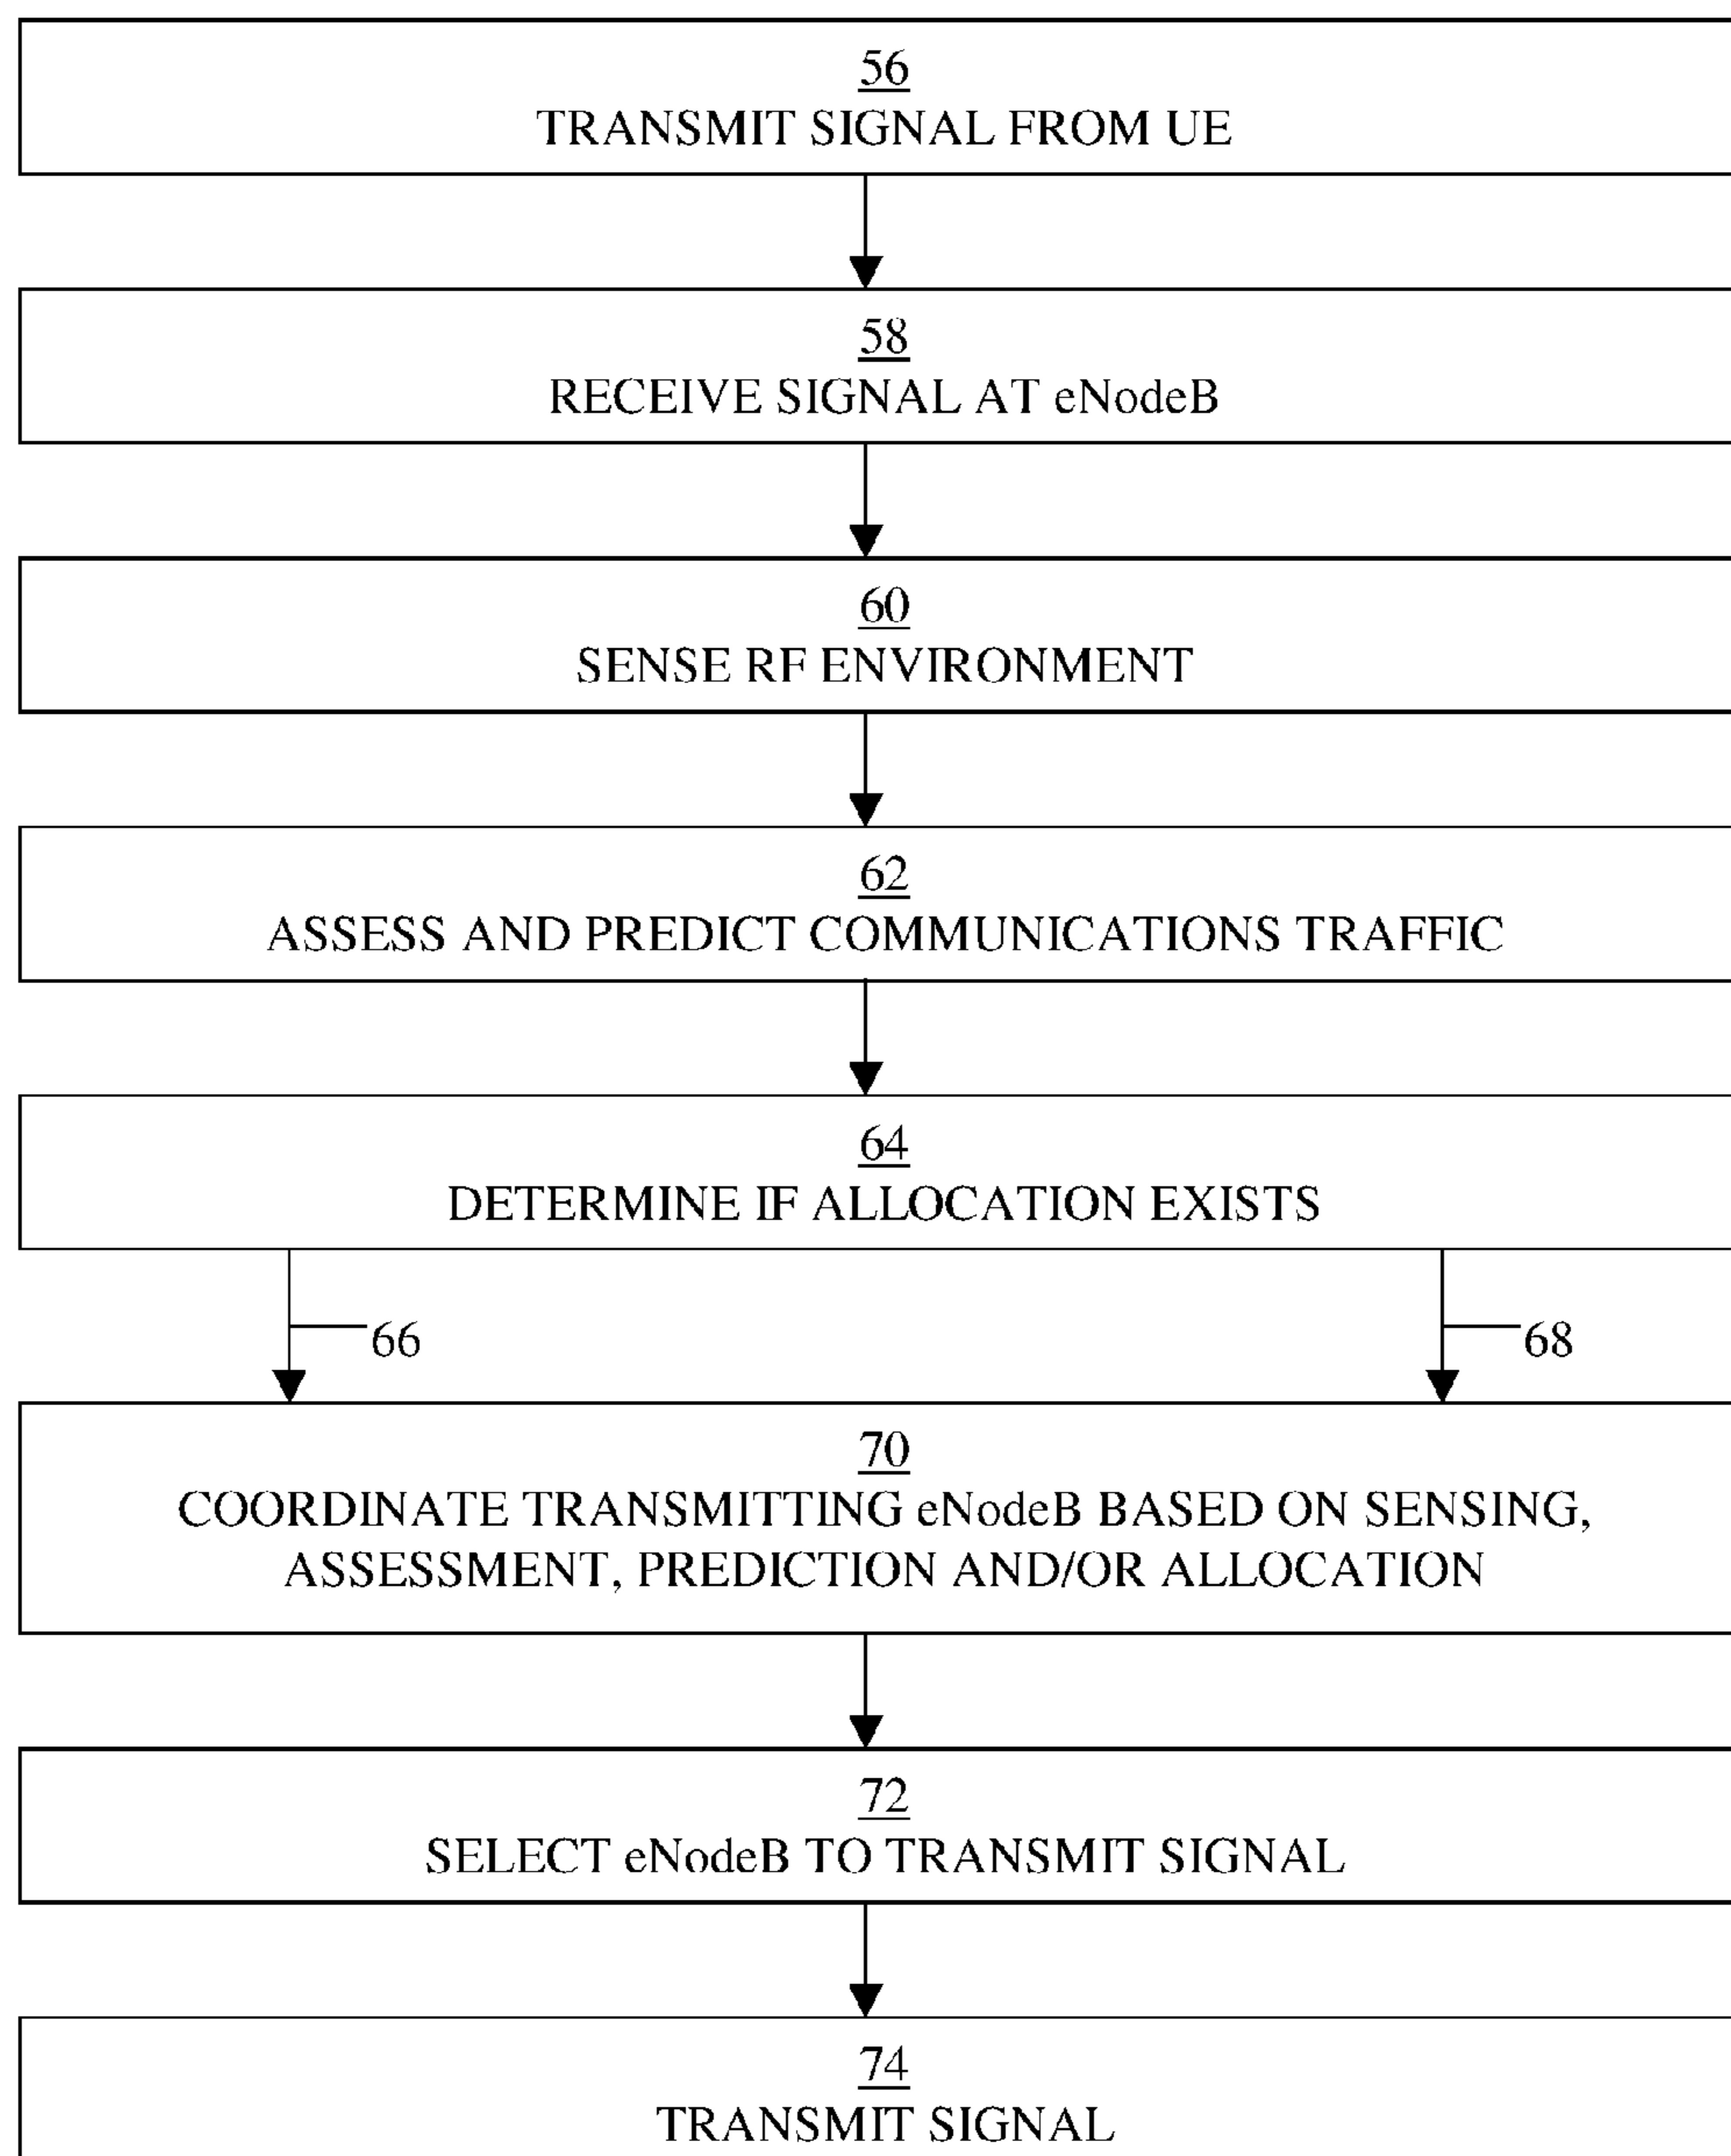 56
TRANSMIT SIGNAL FROM UE
58
RECEIVE SIGNAL AT eNodeB
60
SENSE RF ENVIRONMENT
62
ASSESS AND PREDICT COMMUNICATIONS TRAFFIC
64
DETERMINE IF ALLOCATION EXISTS
66
68
70
COORDINATE TRANSMITTING eNodeB BASED ON SENSING,
ASSESSMENT, PREDICTION AND/OR ALLOCATION
72
SELECT eNodeB TO TRANSMIT SIGNAL
74
TRANSMIT SIGNAL